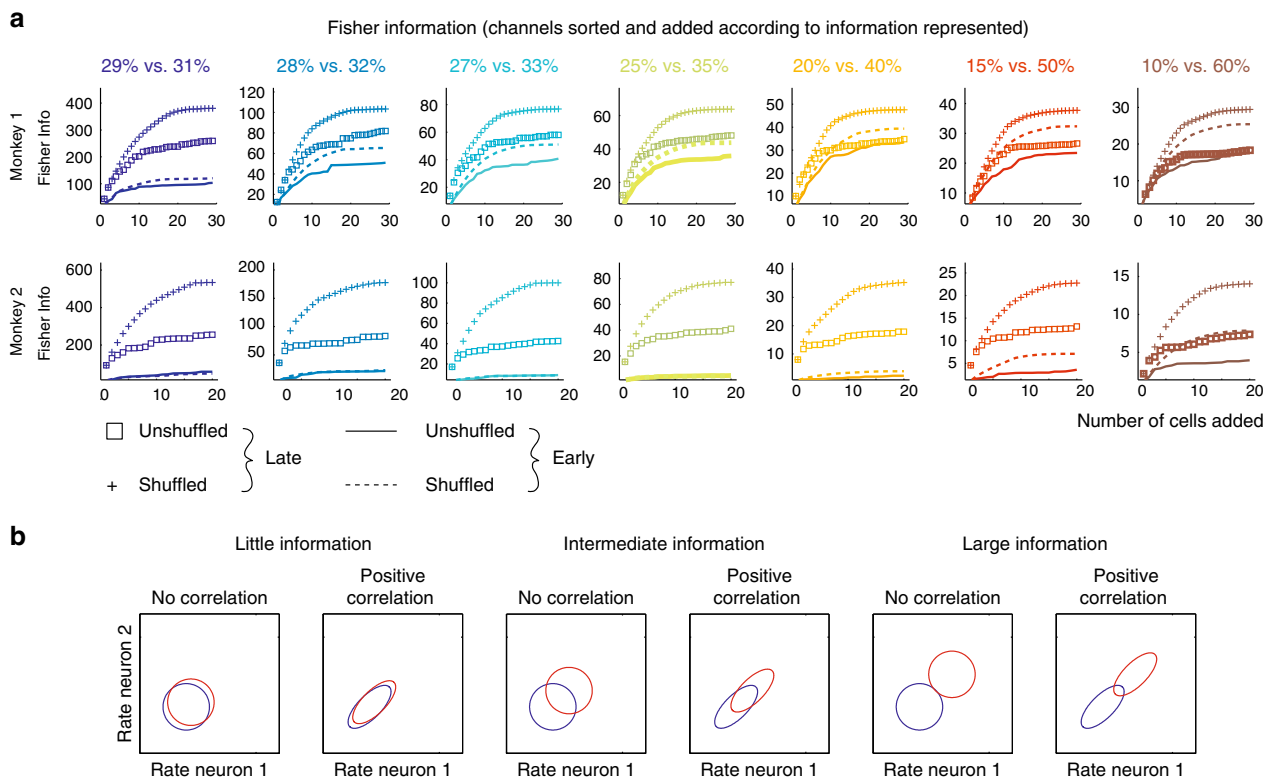 a
Fisher information (channels sorted and added according to information represented)
29% vs. 31%
28% vs. 32%
27% vs. 33%
25% vs. 35%
20% vs. 40%
15% vs. 50%
10% vs. 60%
Monkey 1
Fisher Info
400
300
200
100
0 10 20 30
120
100
80
60
40
20
0 10 20 30
80
60
40
20
0 10 20 30
60
40
20
0 10 20 30
50
40
30
20
10
0 10 20 30
40
30
20
10
0 10 20 30
30
20
10
0 10 20 30
Monkey 2
Fisher Info
600
400
200
0 10 20
200
150
100
50
0 10 20
100
80
60
40
20
0 10 20
80
60
40
20
0 10 20
40
30
20
10
0 10 20
25
20
15
10
5
0 10 20
15
10
5
0 10 20
Number of cells added
Unshuffled
Shuffled
Late
Unshuffled
Shuffled
Early
b
Little information
Intermediate information
Large information
No correlation
Positive
correlation
No correlation
Positive
correlation
No correlation
Positive
correlation
Rate neuron 2
Rate neuron 1
Rate neuron 1
Rate neuron 1
Rate neuron 1
Rate neuron 1
Rate neuron 1